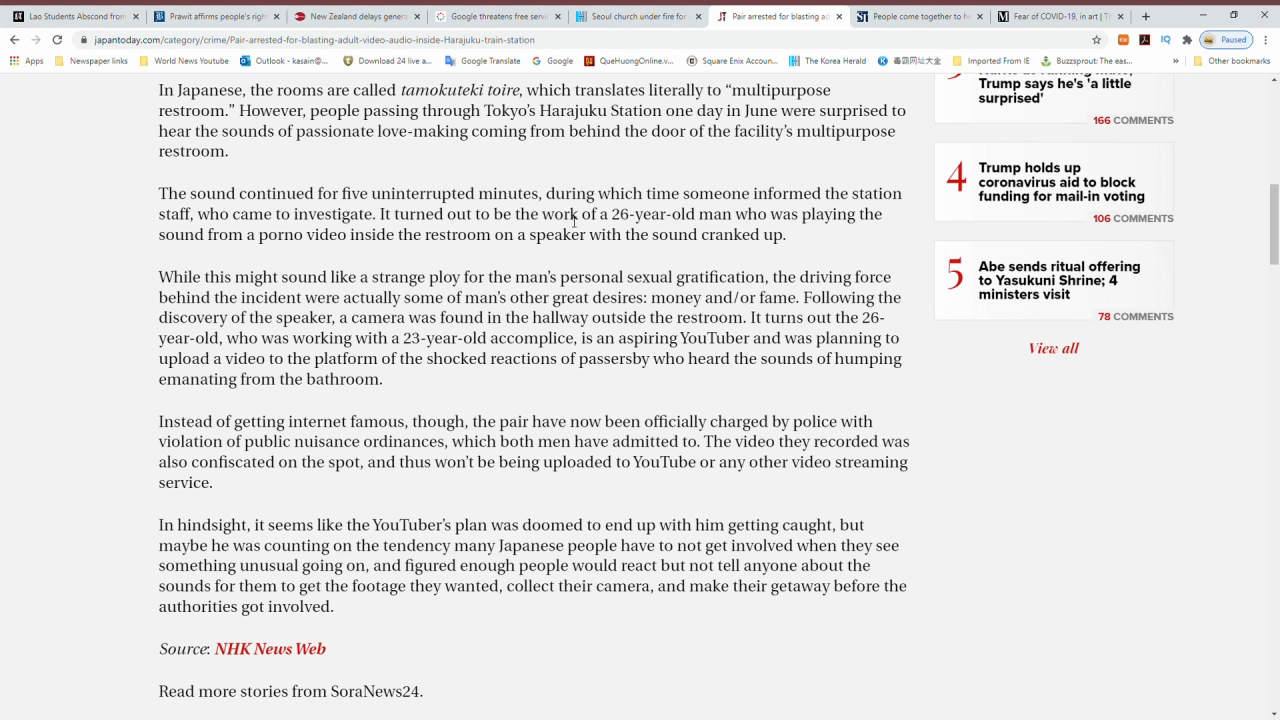 Lao Students Abscond from
Prawit affirms people's righ
New Zealand delays genera
Google threatens free servi
Seoul church under fire for
Pair arrested for blasting ad
People come together to he
Fear of COVID-19, in art | Th
japantoday.com/category/crime/Pair-arrested-for-blasting-adult-video-audio-inside-Harajuku-train-station
Paused
Apps
Newspaper links
World News Youtube
Outlook - kasain@...
Download 24 live a...
Google Translate
Google
QuêHuongOnline.v...
Square Enix Accoun...
The Korea Herald
毒霸网址大全
Imported From IE
Buzzsprout: The eas...
Other bookmarks
In Japanese, the rooms are called tamokuteki toire, which translates literally to “multipurpose
restroom.” However, people passing through Tokyo’s Harajuku Station one day in June were surprised to
hear the sounds of passionate love-making coming from behind the door of the facility’s multipurpose
restroom.
The sound continued for five uninterrupted minutes, during which time someone informed the station
staff, who came to investigate. It turned out to be the work of a 26-year-old man who was playing the
sound from a porno video inside the restroom on a speaker with the sound cranked up.
While this might sound like a strange ploy for the man’s personal sexual gratification, the driving force
behind the incident were actually some of man’s other great desires: money and/or fame. Following the
discovery of the speaker, a camera was found in the hallway outside the restroom. It turns out the 26-
year-old, who was working with a 23-year-old accomplice, is an aspiring YouTuber and was planning to
upload a video to the platform of the shocked reactions of passersby who heard the sounds of humping
emanating from the bathroom.
Instead of getting internet famous, though, the pair have now been officially charged by police with
violation of public nuisance ordinances, which both men have admitted to. The video they recorded was
also confiscated on the spot, and thus won’t be being uploaded to YouTube or any other video streaming
service.
In hindsight, it seems like the YouTuber’s plan was doomed to end up with him getting caught, but
maybe he was counting on the tendency many Japanese people have to not get involved when they see
something unusual going on, and figured enough people would react but not tell anyone about the
sounds for them to get the footage they wanted, collect their camera, and make their getaway before the
authorities got involved.
Source: NHK News Web
Read more stories from SoraNews24.
Trump says he's 'a little
surprised'
166 COMMENTS
4
Trump holds up
coronavirus aid to block
funding for mail-in voting
106 COMMENTS
5
Abe sends ritual offering
to Yasukuni Shrine; 4
ministers visit
78 COMMENTS
View all